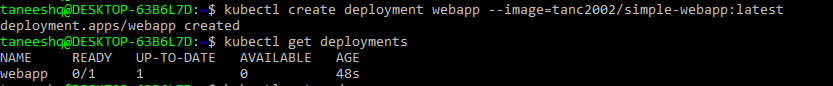 taneeshq@DESKTOP-63B6L7D:~$ kubectl create deployment webapp --image=tanc2002/simple-webapp:latest
deployment.apps/webapp created
taneeshq@DESKTOP-63B6L7D:~$ kubectl get deployments
NAME     READY   UP-TO-DATE   AVAILABLE   AGE
webapp   0/1     1            0           48s